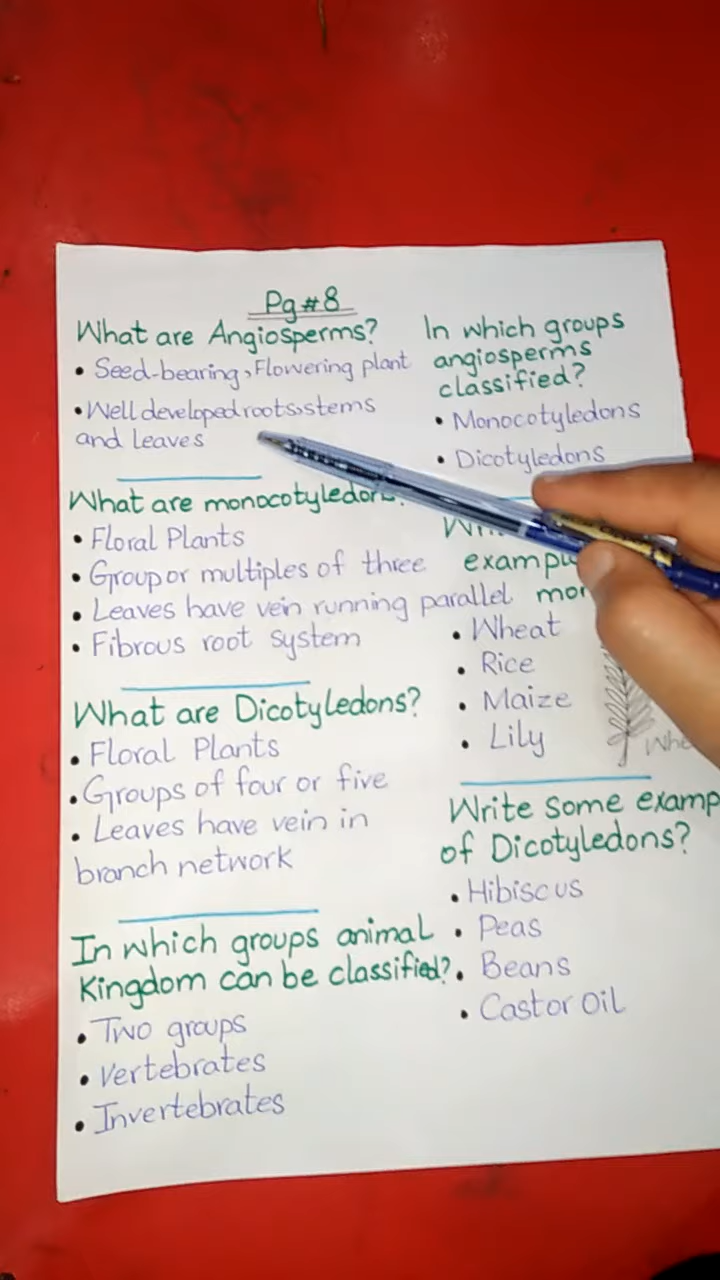 Pg #8
What are Angiosperms?
• Seed-bearing, Flowering plant
• Well developed roots, stems
and leaves
In which groups
angiosperms
classified?
• Monocotyledons
• Dicotyledons
What are monocotyledon
• Floral Plants
• Group or multiples of three
• Leaves have vein running parallel
• Fibrous root system
• Wheat
• Rice
• Maize
• Lily
What are Dicotyledons?
• Floral Plants
• Groups of four or five
• Leaves have vein in
branch network
Write some examp
of Dicotyledons?
• Hibiscus
• Peas
• Beans
• Castor Oil
In which groups animal
Kingdom can be classified?
• Two groups
• Vertebrates
• Invertebrates